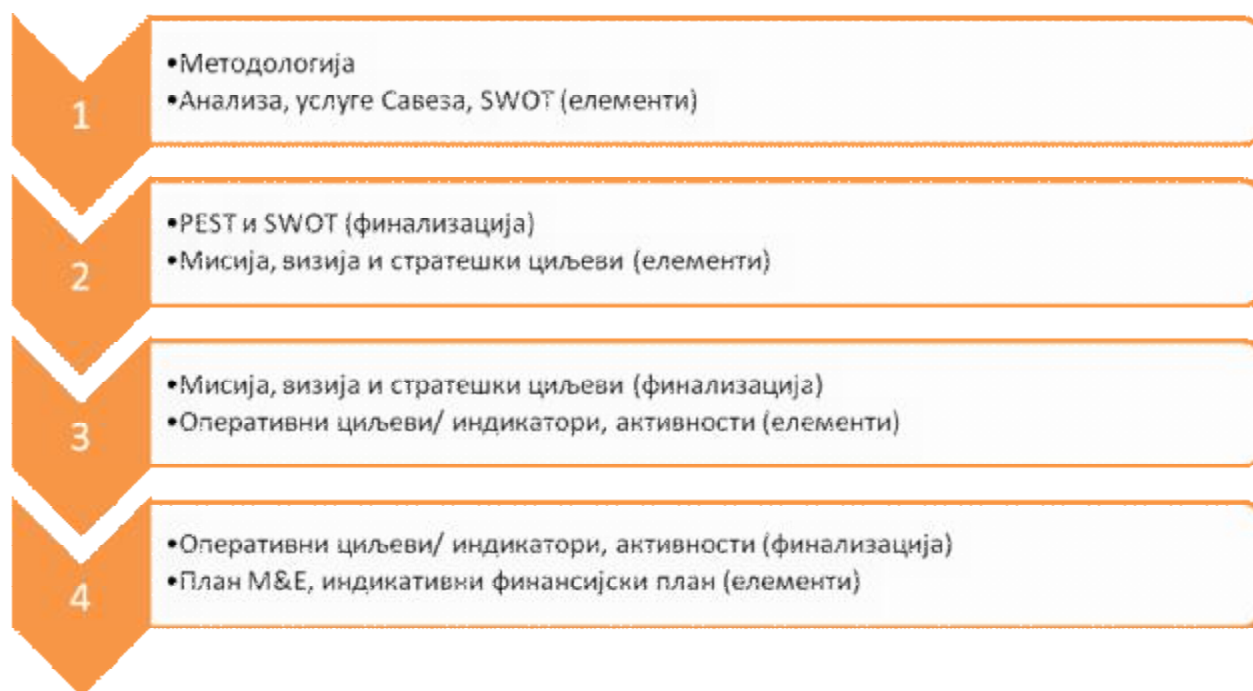 1
•Методологија
•Анализа, услуге Савеза, SWOT (елементи)
2
•PEST и SWOT (финализација)
•Мисија, визија и стратешки циљеви (елементи)
3
•Мисија, визија и стратешки циљеви (финализација)
•Оперативни циљеви/ индикатори, активности (елементи)
4
•Оперативни циљеви/ индикатори, активности (финализација)
•План M&E, индикативни финансијски план (елементи)